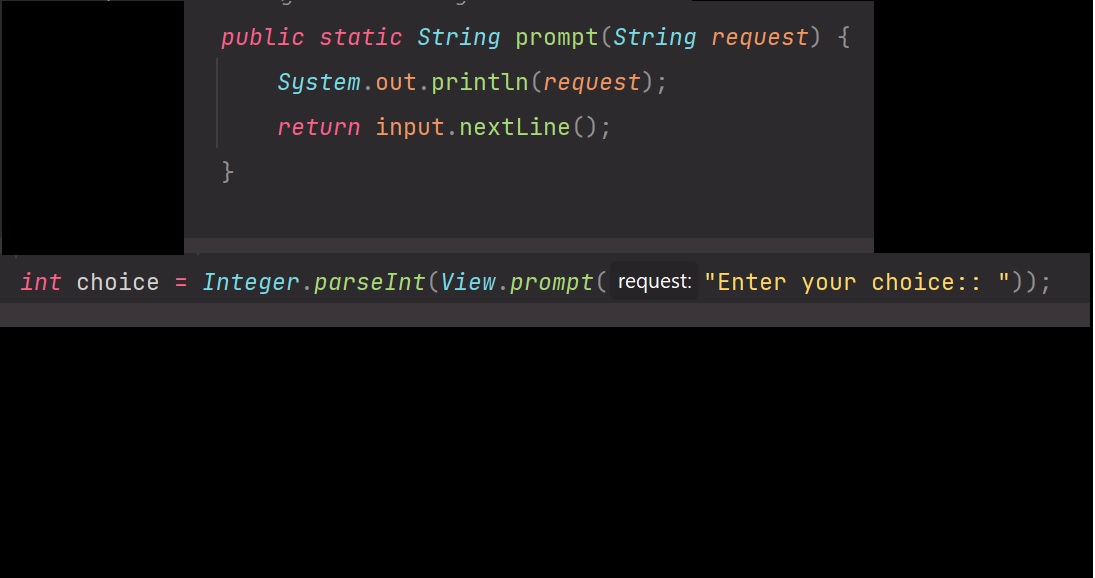 public static String prompt(String request) {
System.out.println(request);
return input.nextLine();
}
int choice = Integer.parseInt(View.prompt( request: "Enter your choice:: "));